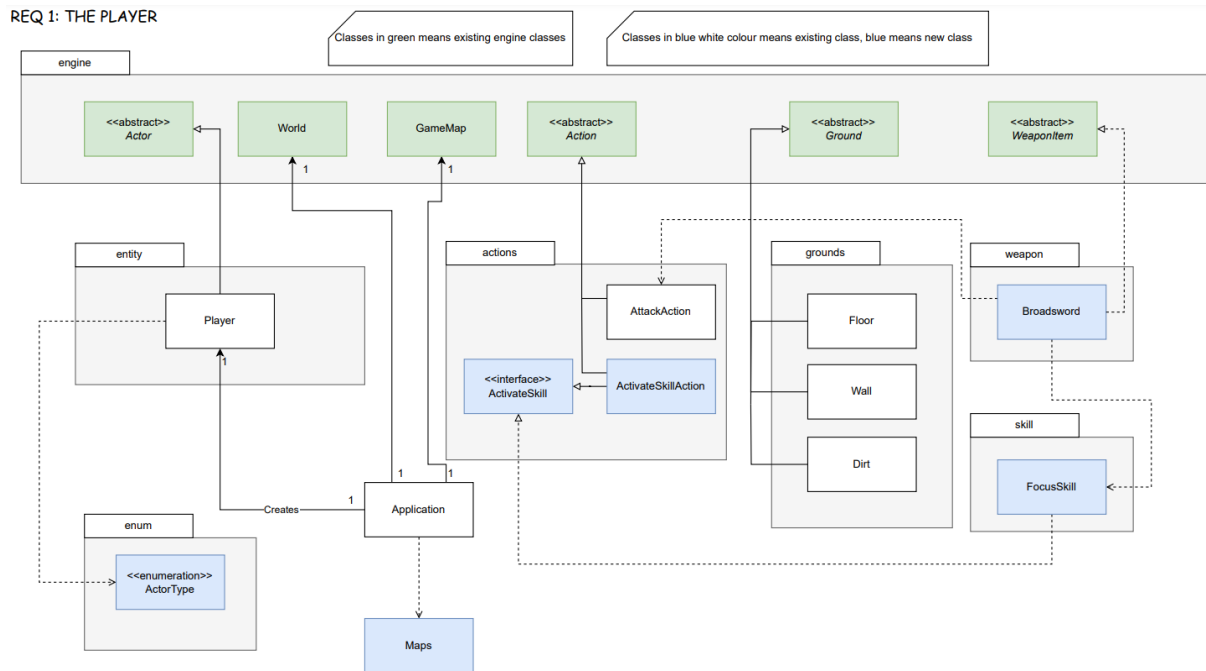 REQ 1: THE PLAYER
Classes in green means existing engine classes
Classes in blue white colour means existing class, blue means new class
engine
<<abstract>>
Actor
World
GameMap
<<abstract>>
Action
<<abstract>>
Ground
<<abstract>>
WeaponItem
1
1
entity
actions
grounds
weapon
Player
AttackAction
Floor
Broadsword
1
<<interface>>
ActivateSkill
ActivateSkillAction
Wall
skill
Dirt
FocusSkill
1
1
1
Creates
Application
enum
<<enumeration>>
ActorType
Maps